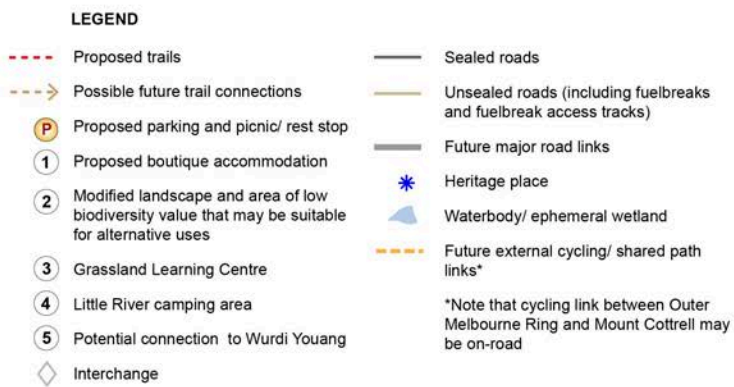 LEGEND
Proposed trails
Possible future trail connections
P
Proposed parking and picnic/ rest stop
1
Proposed boutique accommodation
2
Modified landscape and area of low
biodiversity value that may be suitable
for alternative uses
3
Grassland Learning Centre
4
Little River camping area
5
Potential connection to Wurdi Youang
Interchange
Sealed roads
Unsealed roads (including fuelbreaks
and fuelbreak access tracks)
Future major road links
Heritage place
Waterbody/ ephemeral wetland
Future external cycling/ shared path
links*
*Note that cycling link between Outer
Melbourne Ring and Mount Cottrell may
be on-road